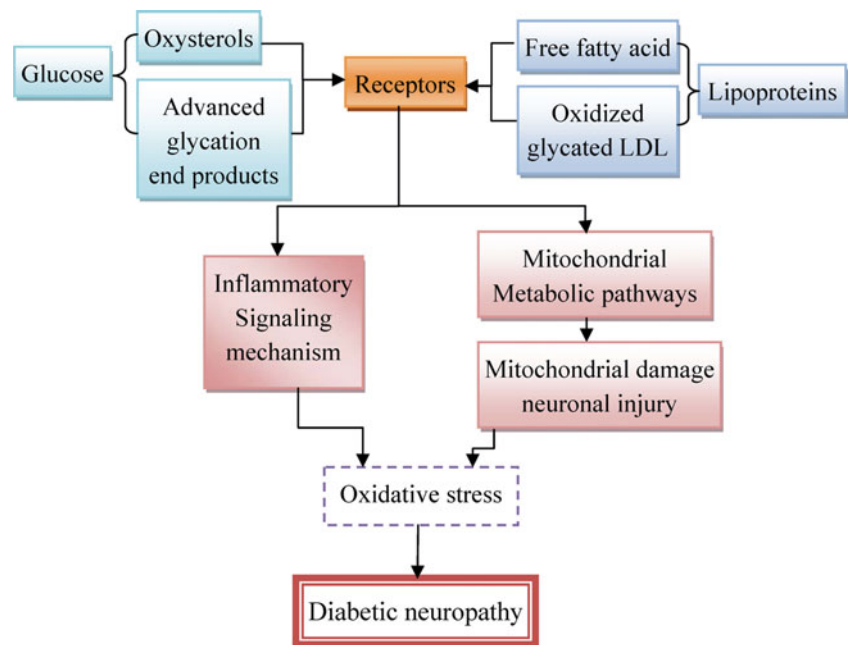 Glucose
Oxysterols
Advanced
glycation
end products
Receptors
Free fatty acid
Oxidized
glycated LDL
Lipoproteins
Inflammatory
Signaling
mechanism
Mitochondrial
Metabolic pathways
Mitochondrial damage
neuronal injury
Oxidative stress
Diabetic neuropathy